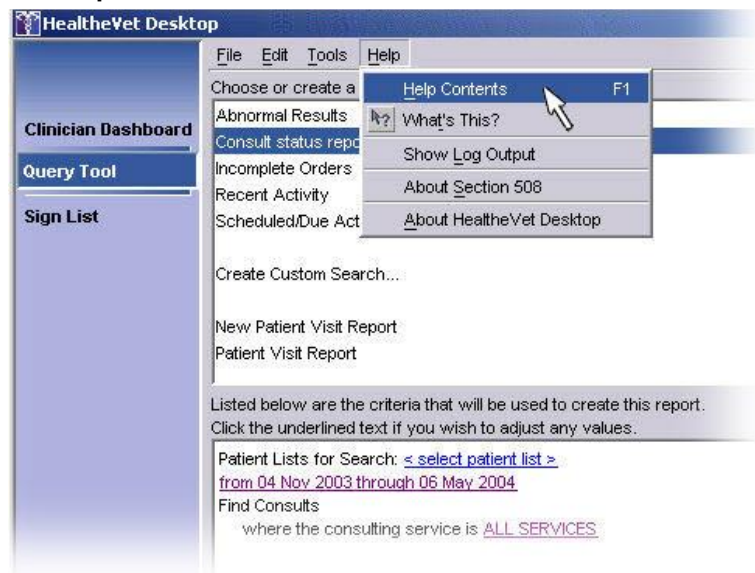 HealtheVet Desktop
File Edit Tools Help
Choose or create a
Help Contents F1
What's This?
Show Log Output
About Section 508
About HealtheVet Desktop
Clinician Dashboard
Query Tool
Sign List
Abnormal Results
Consult status repo
Incomplete Orders
Recent Activity
Scheduled/Due Act
Create Custom Search...
New Patient Visit Report
Patient Visit Report
Listed below are the criteria that will be used to create this report.
Click the underlined text if you wish to adjust any values.
Patient Lists for Search: < select patient list >
from 04 Nov 2003 through 06 May 2004
Find Consults
where the consulting service is ALL SERVICES